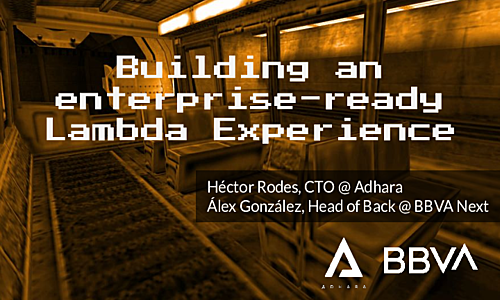 Building an
enterprise-ready
Lambda Experience
Héctor Rodes, CTO @ Adhara
Álex González, Head of Back @ BBVA Next
ADHARA
BBVA